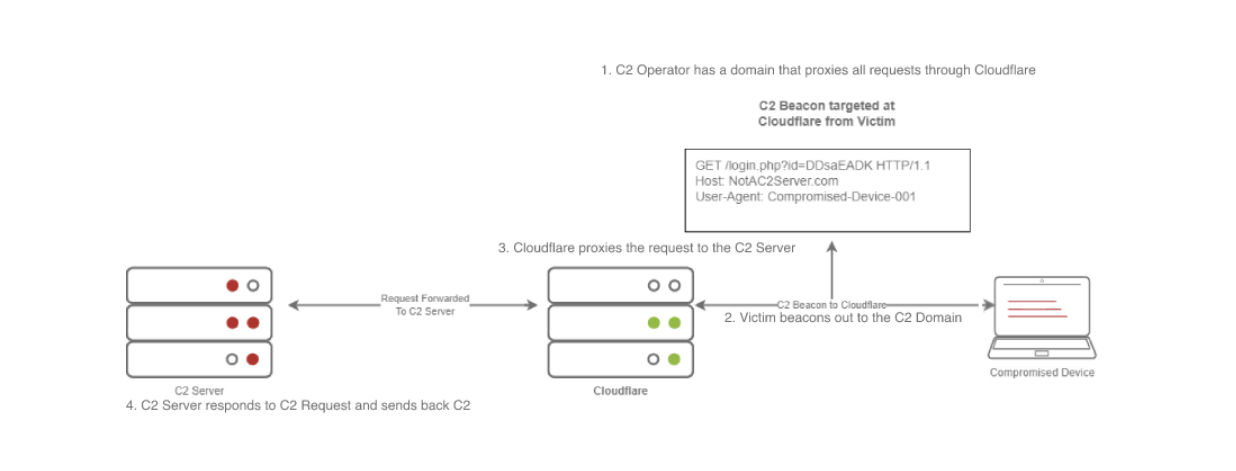 1. C2 Operator has a domain that proxies all requests through Cloudflare
C2 Beacon targeted at
Cloudflare from Victim
GET /login.php?id=DDsaEADK HTTP/1.1
Host: NotAC2Server.com
User-Agent: Compromised-Device-001
3. Cloudflare proxies the request to the C2 Server
Request Forwarded
To C2 Server
C2 Beacon to Cloudflare
2. Victim beacons out to the C2 Domain
Compromised Device
C2 Server
Cloudflare
4. C2 Server responds to C2 Request and sends back C2